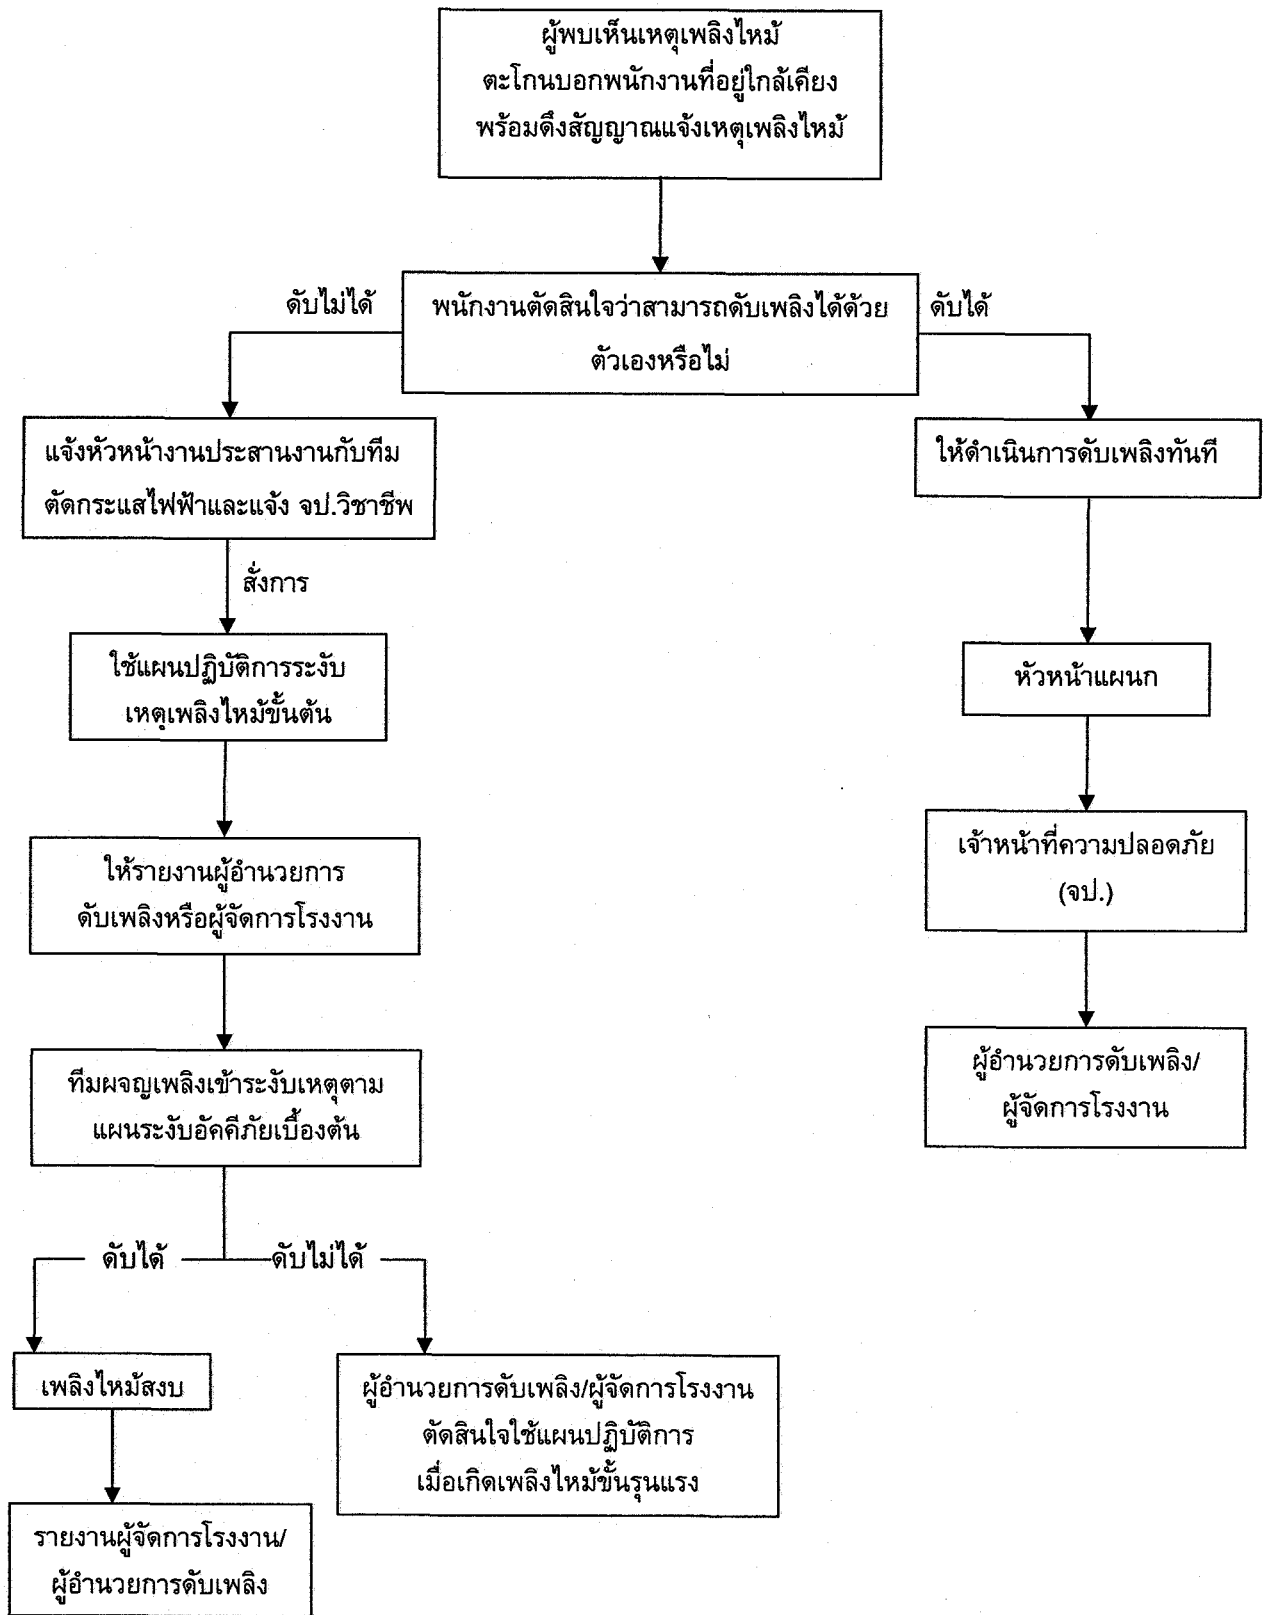 ผู้พบเห็นเหตุเพลิงไหม้
ตะโกนบอกพนักงานที่อยู่ใกล้เคียง
พร้อมดึงสัญญาณแจ้งเหตุเพลิงไหม้
ดับไม่ได้
พนักงานตัดสินใจว่าสามารถดับเพลิงได้ด้วย
ตัวเองหรือไม่
ดับได้
แจ้งหัวหน้างานประสานงานกับทีม
ตัดกระแสไฟฟ้าและแจ้ง จป.วิชาชีพ
ให้ดำเนินการดับเพลิงทันที
สั่งการ
ใช้แผนปฏิบัติการระงับ
เหตุเพลิงไหม้ขั้นต้น
หัวหน้าแผนก
ให้รายงานผู้อำนวยการ
ดับเพลิงหรือผู้จัดการโรงงาน
เจ้าหน้าที่ความปลอดภัย
(จป.)
ทีมผจญเพลิงเข้าระงับเหตุตาม
แผนระงับอัคคีภัยเบื้องต้น
ผู้อำนวยการดับเพลิง/
ผู้จัดการโรงงาน
ดับได้
ดับไม่ได้
เพลิงไหม้สงบ
ผู้อำนวยการดับเพลิง/ผู้จัดการโรงงาน
ตัดสินใจใช้แผนปฏิบัติการ
เมื่อเกิดเพลิงไหม้ขั้นรุนแรง
รายงานผู้จัดการโรงงาน/
ผู้อำนวยการดับเพลิง